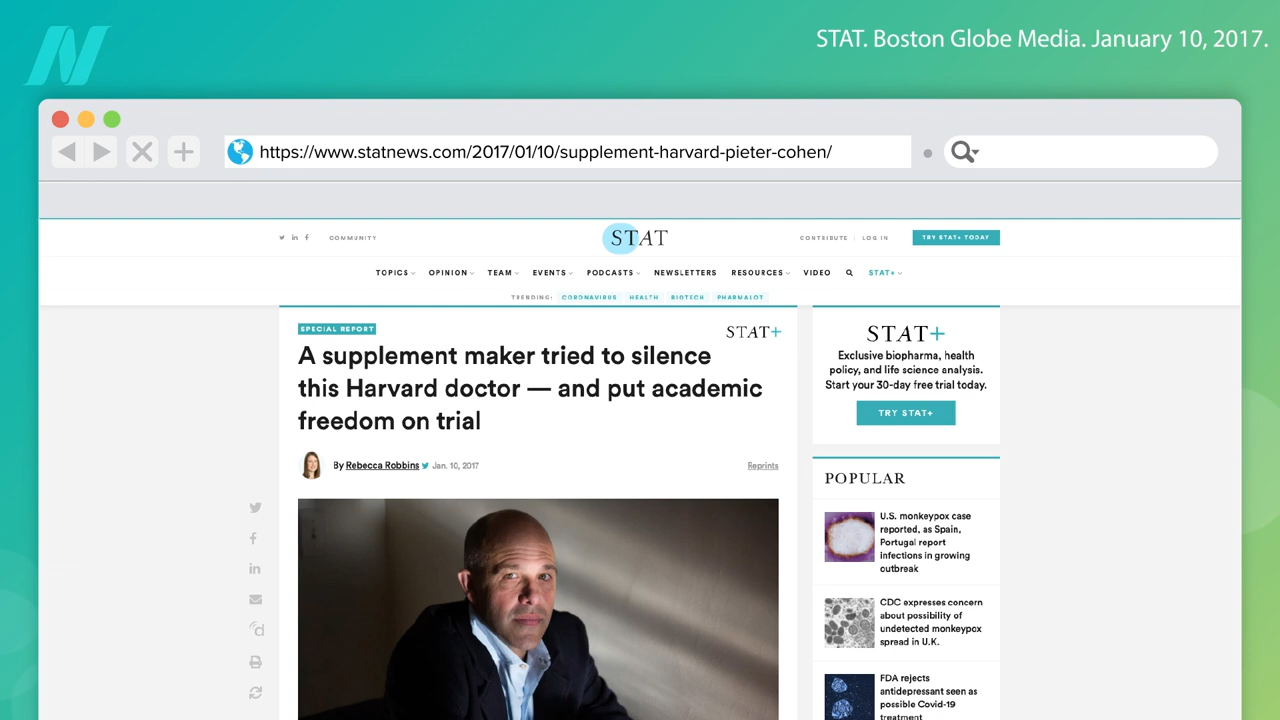 STAT. Boston Globe Media. January 10, 2017.
https://www.statnews.com/2017/01/10/supplement-harvard-pieter-cohen/
COMMUNITY
STAT
CONTRIBUTE
LOG IN
TRY STAT+ TODAY
TOPICS OPINION TEAM EVENTS PODCASTS NEWSLETTERS RESOURCES VIDEO STAT+
TRENDING: CORONAVIRUS HEALTH BIOTECH PHARMALOT
SPECIAL REPORT
STAT+
A supplement maker tried to silence
this Harvard doctor — and put academic
freedom on trial
By Rebecca Robbins Jan. 10, 2017
Reprints
STAT+
Exclusive biopharma, health
policy, and life science analysis.
Start your 30-day free trial today.
TRY STAT+
POPULAR
U.S. monkeypox case
reported, as Spain,
Portugal report
infections in growing
outbreak
CDC expresses concern
about possibility of
undetected monkeypox
spread in U.K.
FDA rejects
antidepressant seen as
possible Covid-19
treatment